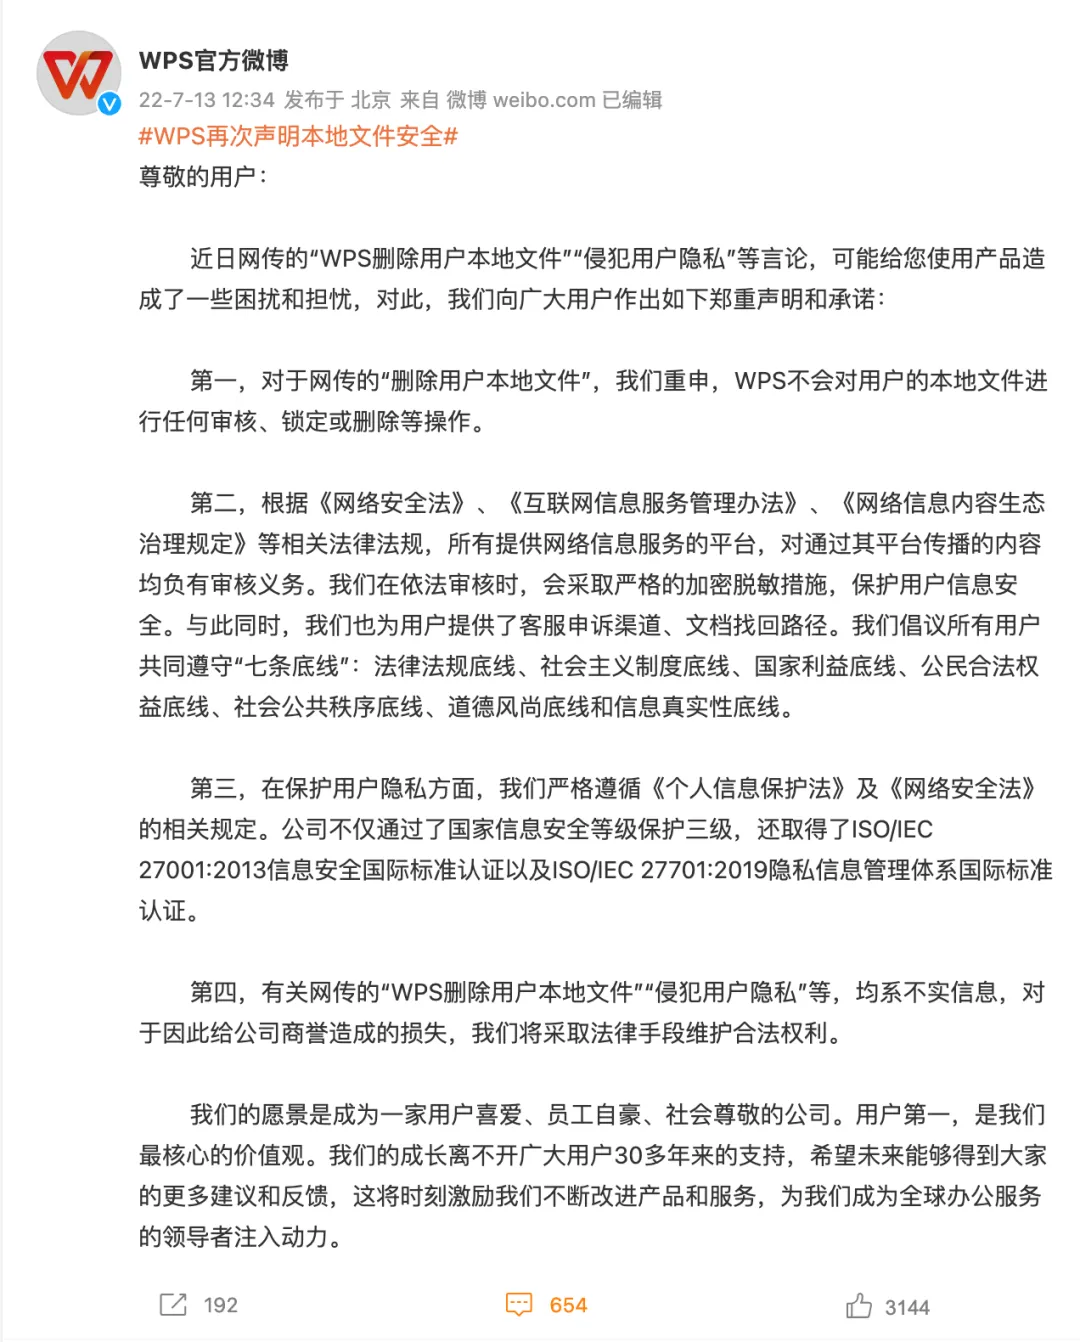 WPS官方微博
22-7-13 12:34 发布于 北京 来自 微博 weibo.com 已编辑
#WPS再次声明本地文件安全#
尊敬的用户：
近日网传的“WPS删除用户本地文件”“侵犯用户隐私”等言论，可能给您使用产品造
成了一些困扰和担忧，对此，我们向广大用户作出如下郑重声明和承诺：
第一，对于网传的“删除用户本地文件”，我们重申，WPS不会对用户的本地文件进
行任何审核、锁定或删除等操作。
第二，根据《网络安全法》、《互联网信息服务管理办法》、《网络信息内容生态
治理规定》等相关法律法规，所有提供网络信息服务的平台，对通过其平台传播的内容
均负有审核义务。我们在依法审核时，会采取严格的加密脱敏措施，保护用户信息安
全。与此同时，我们也为用户提供了客服申诉渠道、文档找回路径。我们倡议所有用户
共同遵守“七条底线”：法律法规底线、社会主义制度底线、国家利益底线、公民合法权
益底线、社会公共秩序底线、道德风尚底线和信息真实性底线。
第三，在保护用户隐私方面，我们严格遵循《个人信息保护法》及《网络安全法》
的相关规定。公司不仅通过了国家信息安全等级保护三级，还取得了ISO/IEC
27001:2013信息安全国际标准认证以及ISO/IEC 27701:2019隐私信息管理体系国际标准
认证。
第四，有关网传的“WPS删除用户本地文件”“侵犯用户隐私”等，均系不实信息，对
于因此给公司商誉造成的损失，我们将采取法律手段维护合法权利。
我们的愿景是成为一家用户喜爱、员工自豪、社会尊敬的公司。用户第一，是我们
最核心的价值观。我们的成长离不开广大用户30多年来的支持，希望未来能够得到大家
的更多建议和反馈，这将时刻激励我们不断改进产品和服务，为我们成为全球办公服务
的领导者注入动力。
192 654 3144